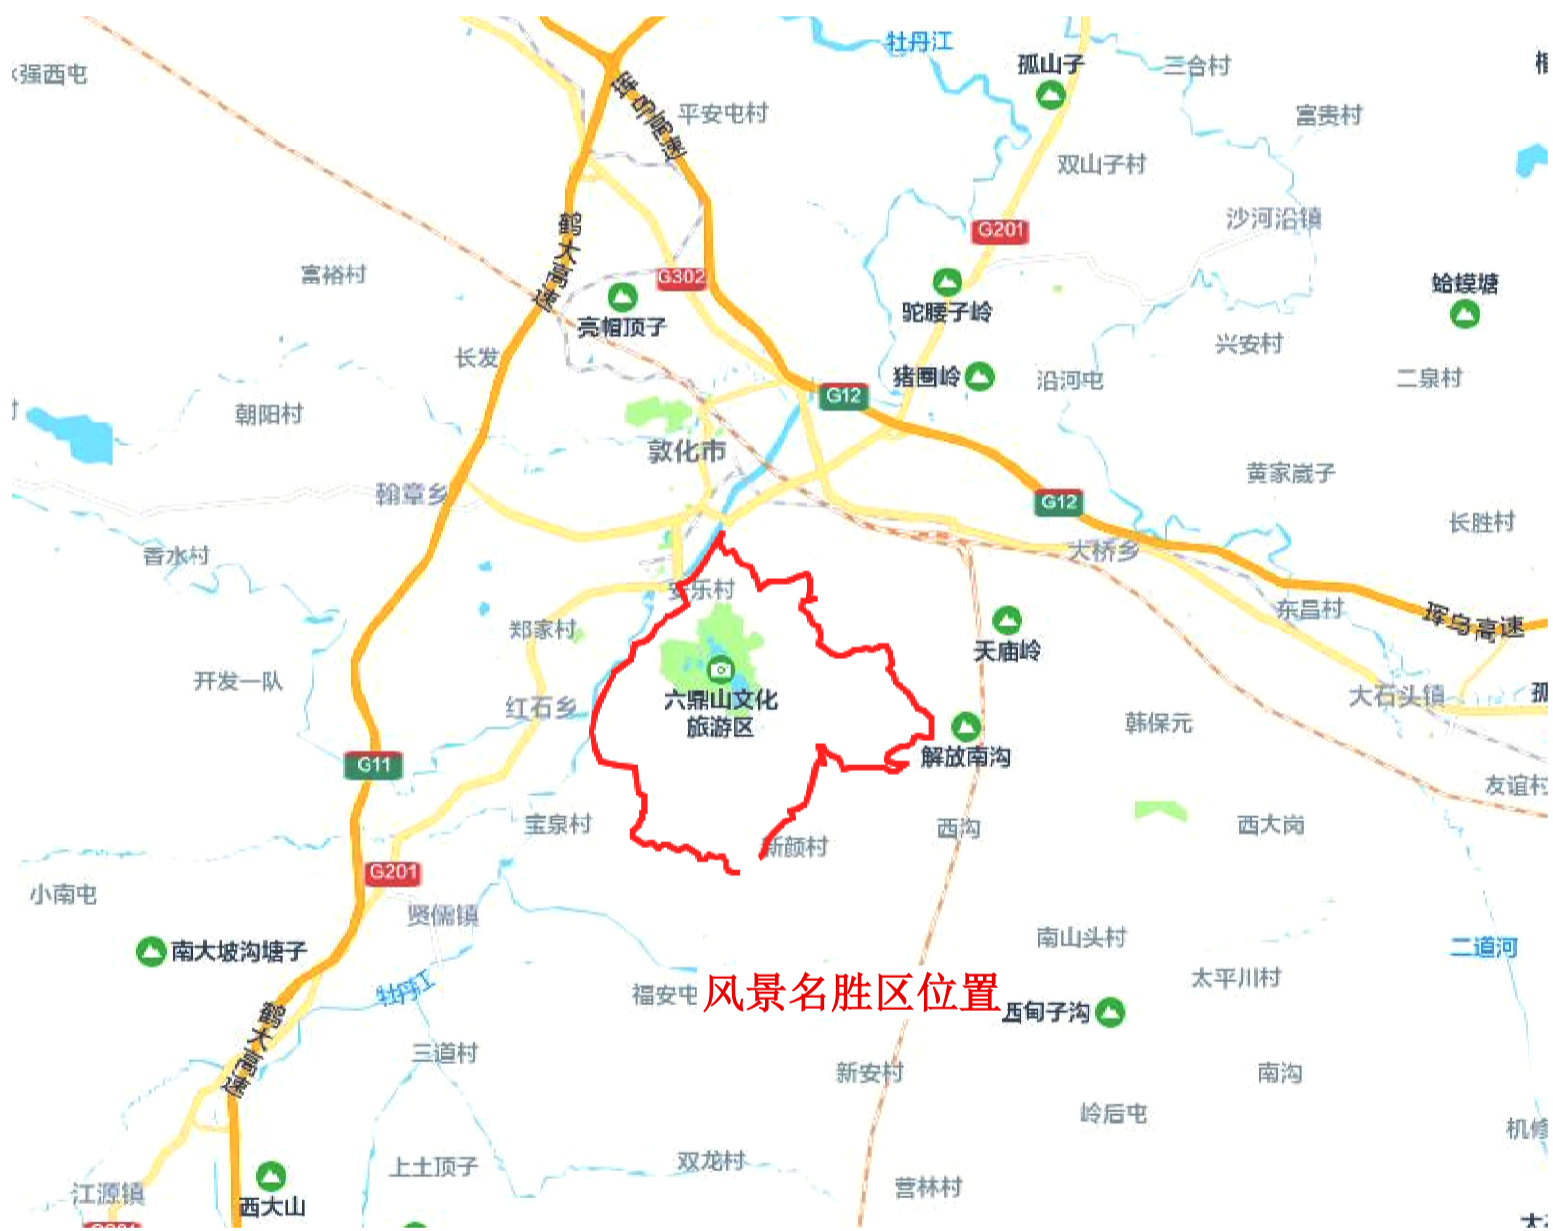 牡丹江
孤山子
三合村
强西屯
珲乌高速
平安屯村
富贵村
双山子村
沙河沿镇
鹤大高速
G201
富裕村
G302
亮帽顶子
驼腰子岭
蛤蟆塘
长发
兴安村
猪圈岭
沿河屯
二泉村
G12
朝阳村
敦化市
黄家崴子
翰章乡
G12
长胜村
香水村
大桥乡
安乐村
东昌村
珲乌高速
郑家村
天庙岭
开发一队
六鼎山文化
旅游区
红石乡
大石头镇
孤
韩保元
解放南沟
G11
友谊村
宝泉村
西沟
西大岗
新颜村
G201
小南屯
贤儒镇
南山头村
南大坡沟塘子
二道河
牡丹江
福安屯
风景名胜区位置
太平川村
西甸子沟
鹤大高速
三道村
新安村
南沟
岭后屯
机修
上土顶子
双龙村
江源镇
西大山
营林村